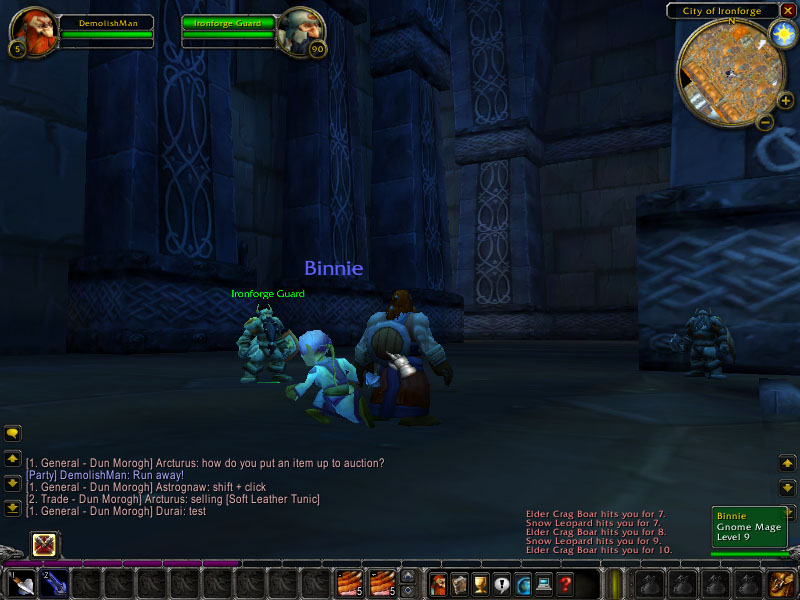 DemolishMan
5
Ironforge Guard
90
City of Ironforge
N
Binnie
Ironforge Guard
[1. General - Dun Morogh] Arcturus: how do you put an item up to auction?
[Party] DemolishMan: Run away!
[1. General - Dun Morogh] Astrognaw: shift + click
[2. Trade - Dun Morogh] Arcturus: selling [Soft Leather Tunic]
[1. General - Dun Morogh] Durai: test
Elder Crag Boar hits you for 7.
Snow Leopard hits you for 7.
Elder Crag Boar hits you for 8.
Snow Leopard hits you for 9.
Elder Crag Boar hits you for 10.
Binnie
Gnome Mage
Level 9
1
2
5
5